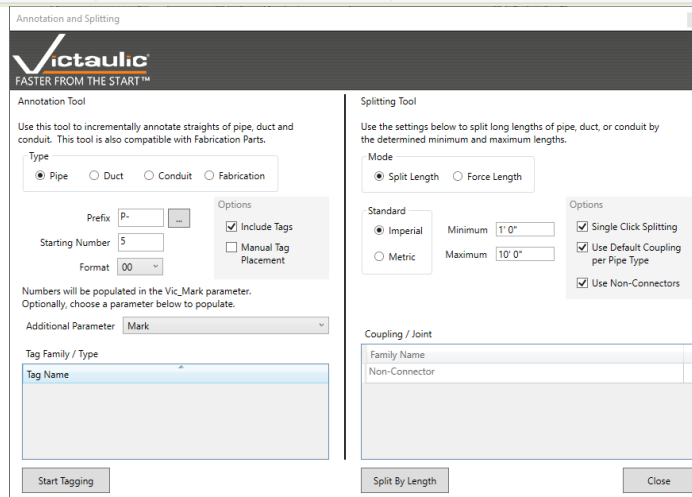 Annotation and Splitting
Victaulic®
FASTER FROM THE START™
Annotation Tool
Use this tool to incrementally annotate straights of pipe, duct and
conduit. This tool is also compatible with Fabrication Parts.
Type
Pipe Duct Conduit Fabrication
Prefix P- ...
Starting Number 5
Format 00
Options
Include Tags
Manual Tag
Placement
Numbers will be populated in the Vic_Mark parameter.
Optionally, choose a parameter below to populate.
Additional Parameter Mark
Tag Family / Type
Tag Name
Start Tagging
Splitting Tool
Use the settings below to split long lengths of pipe, duct, or conduit by
the determined minimum and maximum lengths.
Mode
Split Length Force Length
Standard
Imperial
Metric
Minimum 1' 0"
Maximum 10' 0"
Options
Single Click Splitting
Use Default Coupling
per Pipe Type
Use Non-Connectors
Coupling / Joint
Family Name
Non-Connector
Split By Length
Close